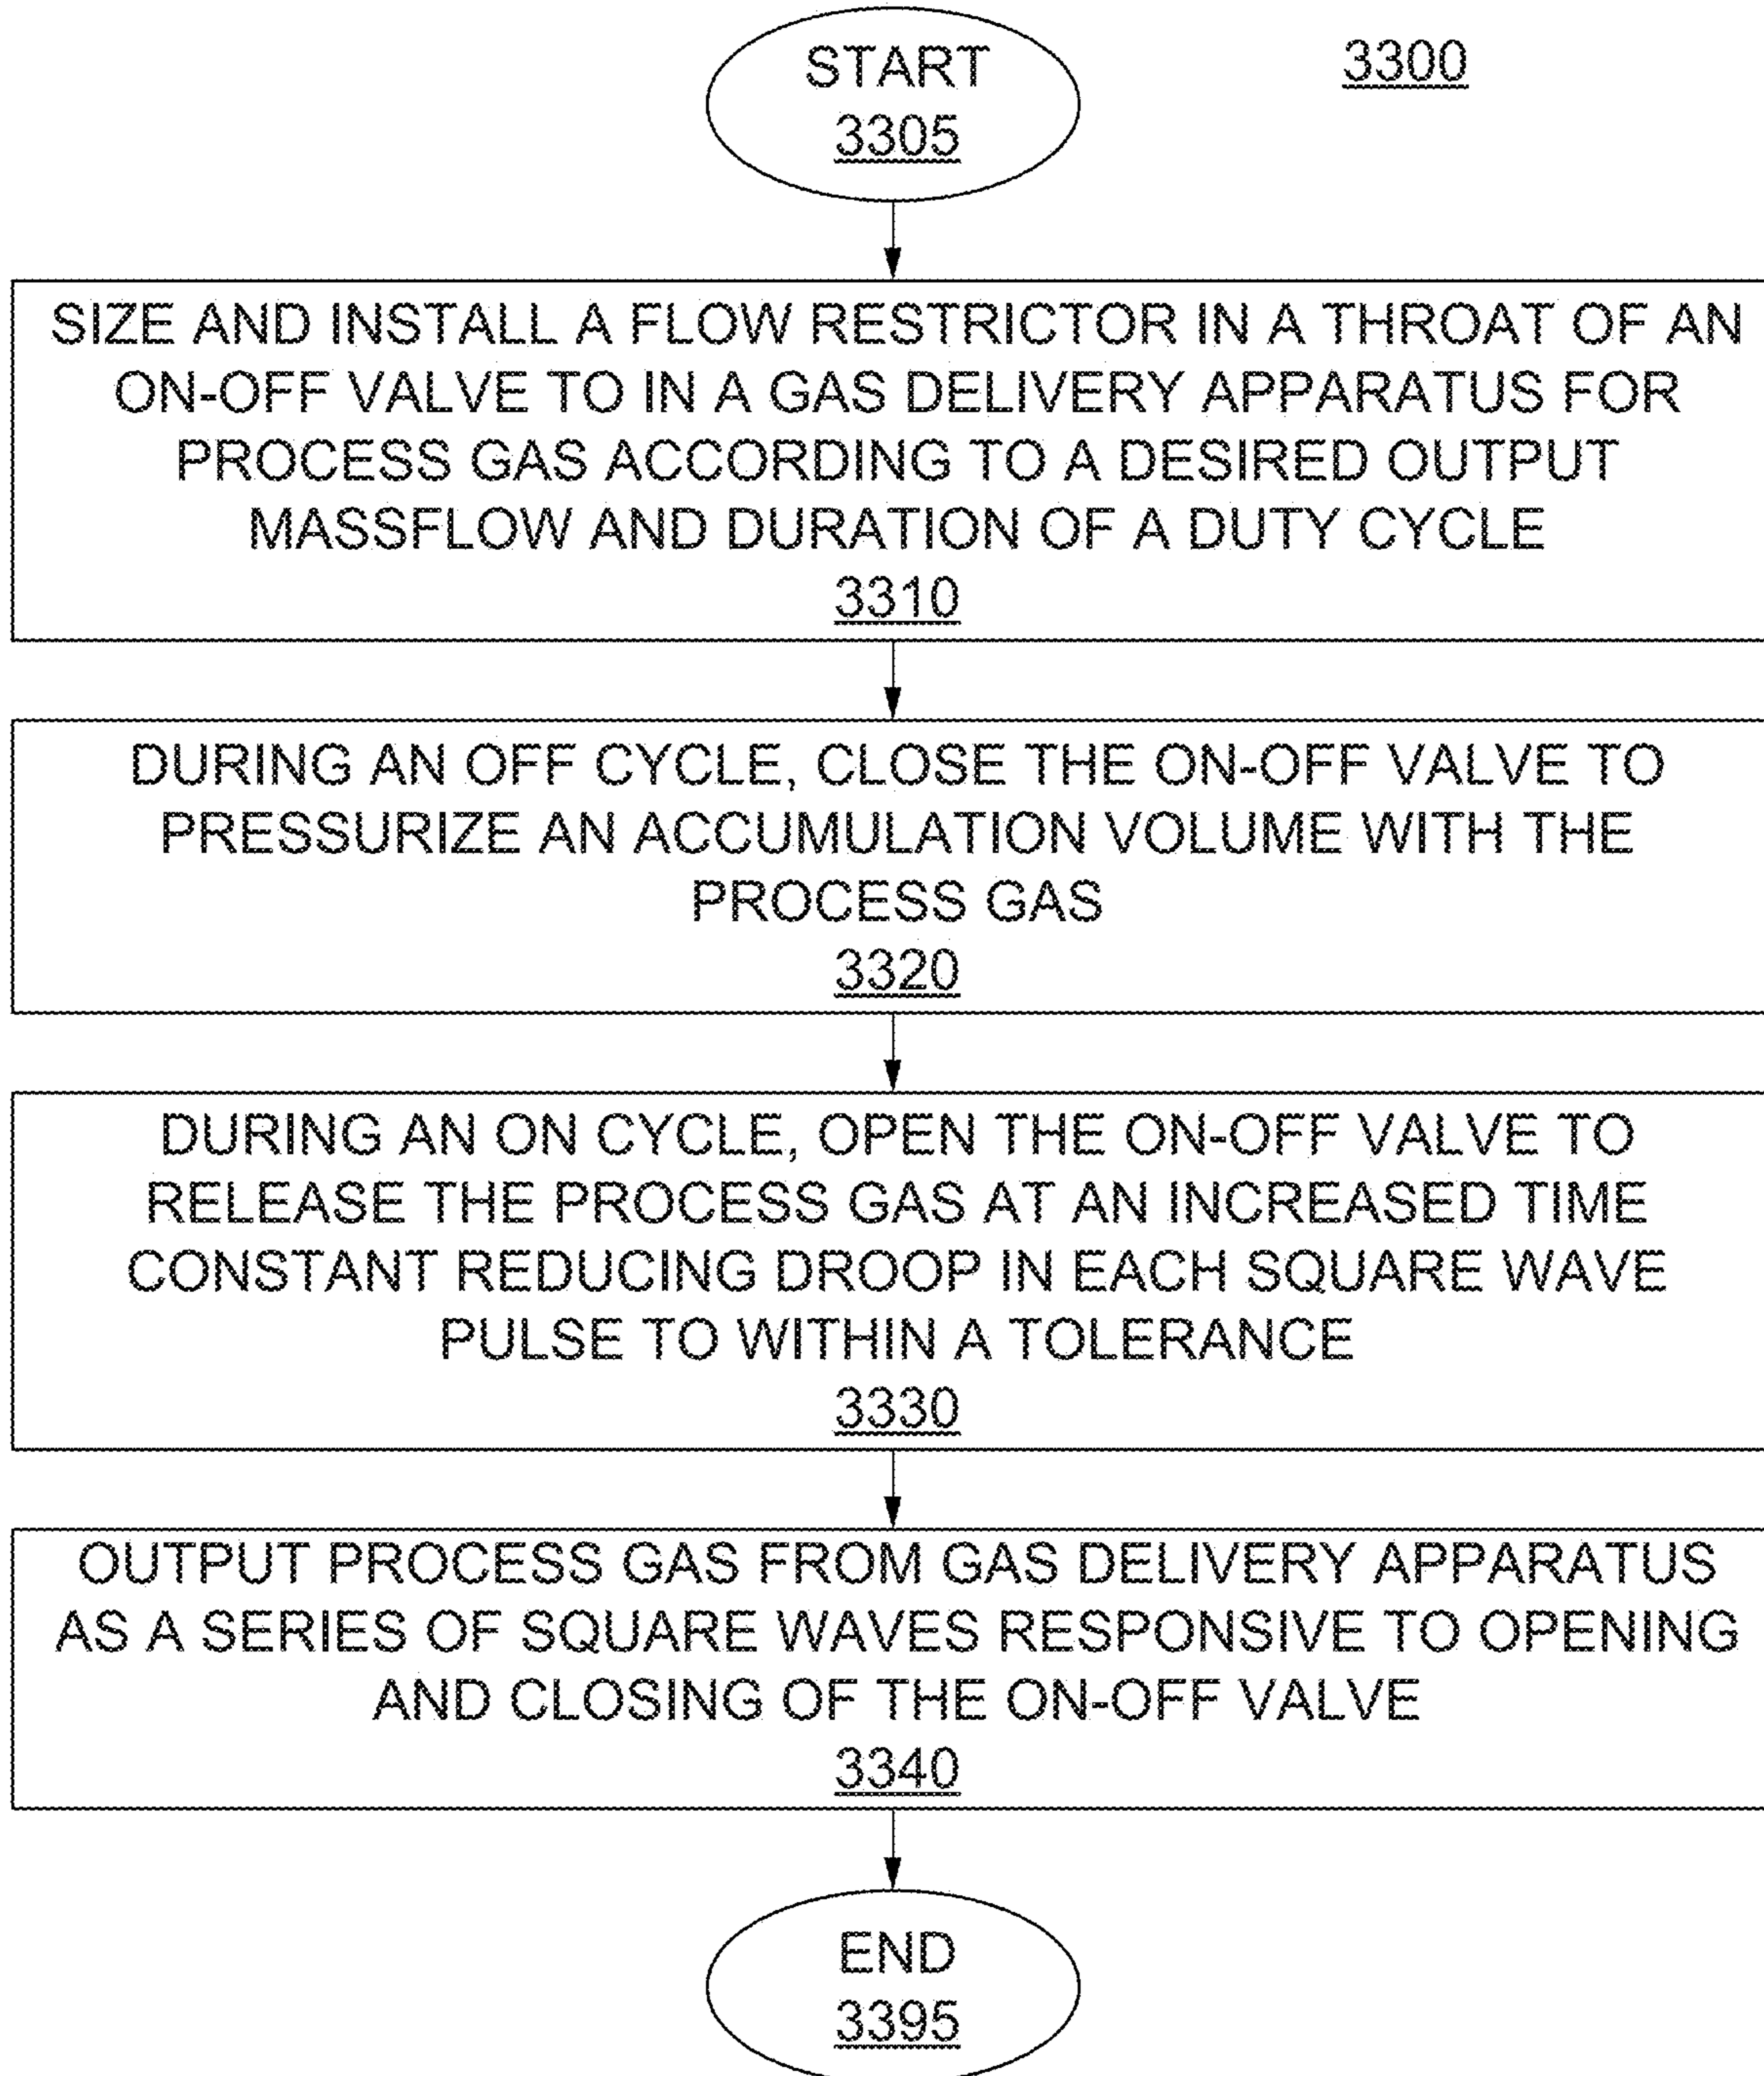 START
3305
3300
SIZE AND INSTALL A FLOW RESTRICTOR IN A THROAT OF AN
ON-OFF VALVE TO IN A GAS DELIVERY APPARATUS FOR
PROCESS GAS ACCORDING TO A DESIRED OUTPUT
MASSFLOW AND DURATION OF A DUTY CYCLE
3310
DURING AN OFF CYCLE, CLOSE THE ON-OFF VALVE TO
PRESSURIZE AN ACCUMULATION VOLUME WITH THE
PROCESS GAS
3320
DURING AN ON CYCLE, OPEN THE ON-OFF VALVE TO
RELEASE THE PROCESS GAS AT AN INCREASED TIME
CONSTANT REDUCING DROOP IN EACH SQUARE WAVE
PULSE TO WITHIN A TOLERANCE
3330
OUTPUT PROCESS GAS FROM GAS DELIVERY APPARATUS
AS A SERIES OF SQUARE WAVES RESPONSIVE TO OPENING
AND CLOSING OF THE ON-OFF VALVE
3340
END
3395